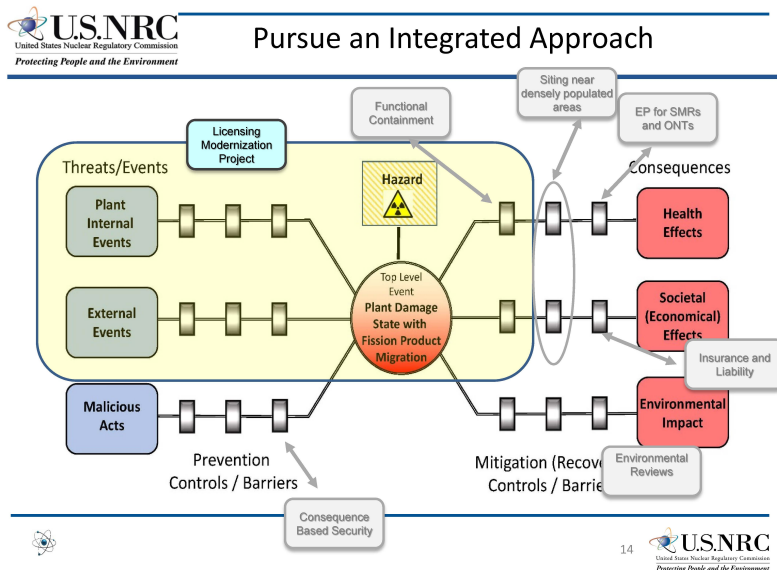 U.S.NRC
United States Nuclear Regulatory Commission
Protecting People and the Environment
Pursue an Integrated Approach
Siting near
densely populated
areas
Functional
Containment
EP for SMRs
and ONTs
Licensing
Modernization
Project
Threats/Events
Consequences
Hazard
Plant
Internal
Events
Health
Effects
Top Level
Event
Plant Damage
State with
Fission Product
Migration
External
Events
Societal
(Economical)
Effects
Insurance and
Liability
Malicious
Acts
Environmental
Impact
Prevention
Controls / Barriers
Mitigation (Recov
Controls / Barrie
Environmental
Reviews
Consequence
Based Security
14
U.S.NRC
United States Nuclear Regulatory Commission
Protecting People and the Environment